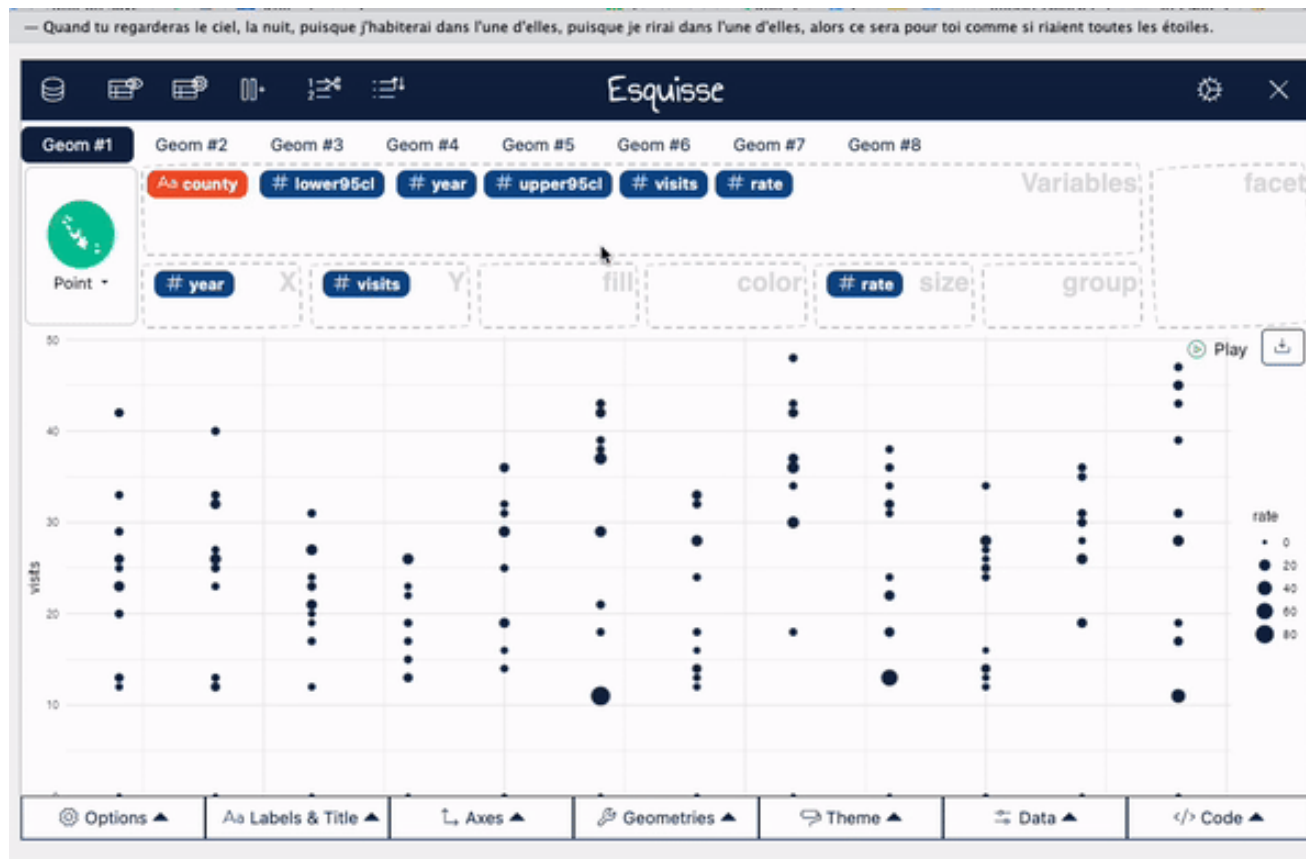 — Quand tu regarderas le ciel, la nuit, puisque j'habiterai dans l'une d'elles, puisque je rirai dans l'une d'elles, alors ce sera pour toi comme si riaient toutes les étoiles.
Esquisse
Geom #1 Geom #2 Geom #3 Geom #4 Geom #5 Geom #6 Geom #7 Geom #8
Aa county # lower95cl # year # upper95cl # visits # rate Variables facet
Point
# year X # visits Y fill color # rate size group
Play
50
40
30
20
10
0
visits
rate
0
20
40
60
80
Options Aa Labels & Title Axes Geometries Theme Data </> Code